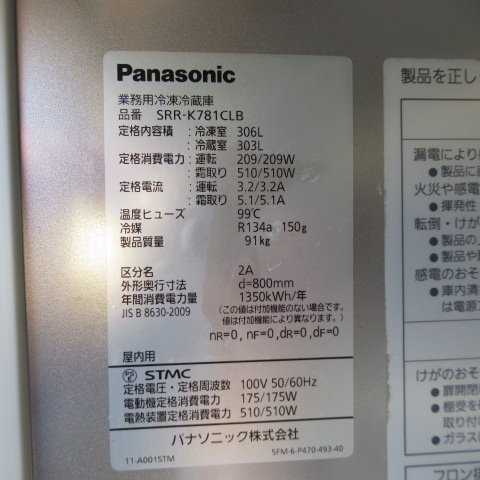 Panasonic
業務用冷凍冷蔵庫
品番 SRR-K781CLB
定格内容積 : 冷凍室 306L
: 冷蔵室 303L
定格消費電力 : 運転 209/209W
: 霜取り 510/510W
定格電流 : 運転 3.2/3.2A
: 霜取り 5.1/5.1A
温度ヒューズ 99℃
冷媒 R134a 150g
製品質量 91kg
区分名 2A
外形奥行寸法 d=800mm
年間消費電力量 1350kWh/年
JIS B 8630-2009 (この値は付加機能のない場合です。
値は付加機能により異なります。)
nR=0, nF=0, dR=0, dF=0
屋内用
PS E STMC
定格電圧・定格周波数 100V 50/60Hz
電動機定格消費電力 175/175W
電熱装置定格消費電力 510/510W
パナソニック株式会社
11-A001STM 5FM-6-P470-493-40
製品を正し
漏電により
●製品に
火災や感電
●揮発性
転倒・けが
●製品の
●製品や
感電のおそ
●庫内清
は電源
けがのおそ
●扉開閉
●棚受を
取り付け
●ガラス
フロン